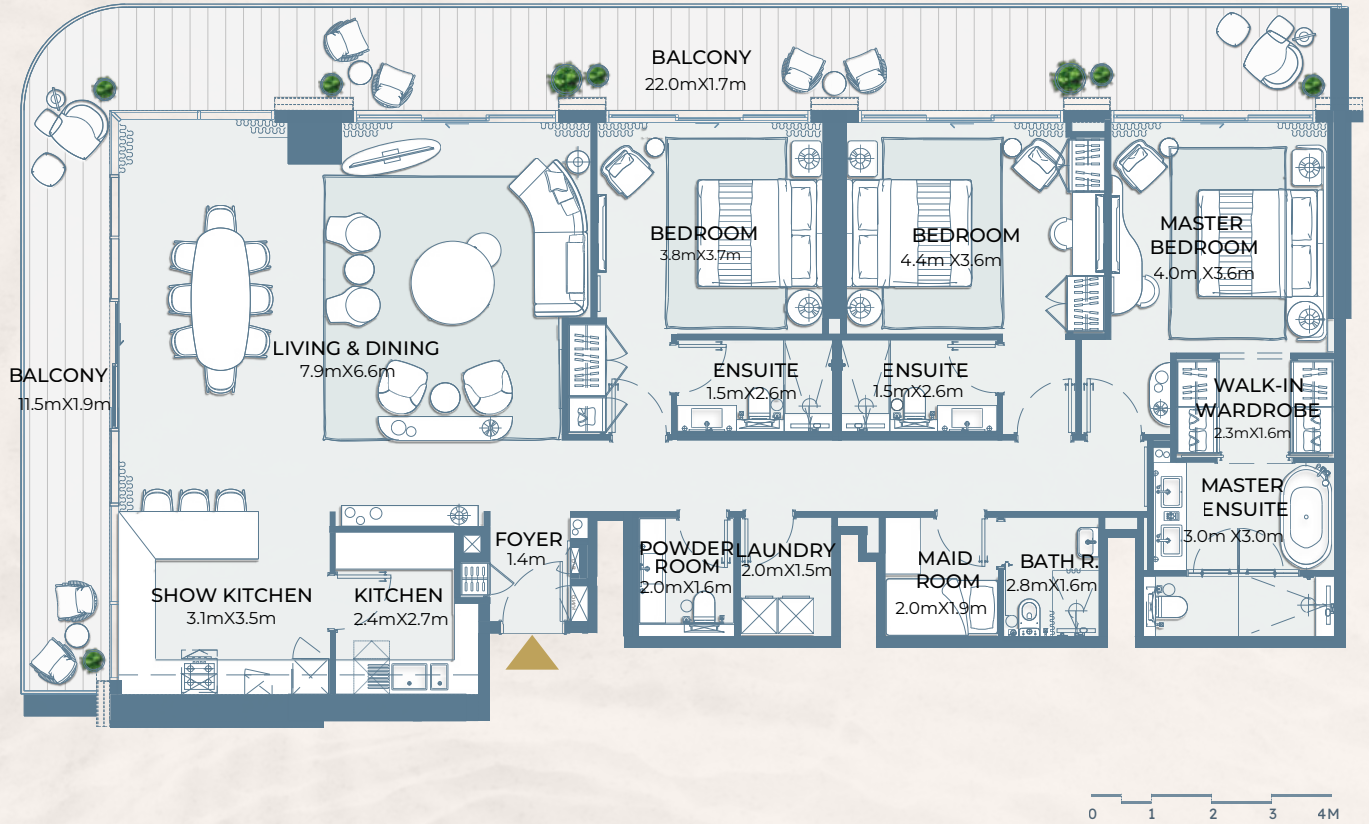 BALCONY
22.0mX1.7m
BEDROOM
3.8mX3.7m
BEDROOM
4.4m X3.6m
MASTER
BEDROOM
4.0m X3.6m
LIVING & DINING
7.9mX6.6m
BALCONY
11.5mX1.9m
ENSUITE
1.5mX2.6m
ENSUITE
1.5mX2.6m
WALK-IN
WARDROBE
2.3mX1.6m
MASTER
ENSUITE
3.0m X3.0m
FOYER
1.4m
POWDER
ROOM
2.0mX1.6m
LAUNDRY
2.0mX1.5m
MAID
ROOM
2.0mX1.9m
BATH R.
2.8mX1.6m
SHOW KITCHEN
3.1mX3.5m
KITCHEN
2.4mX2.7m
0 1 2 3 4M